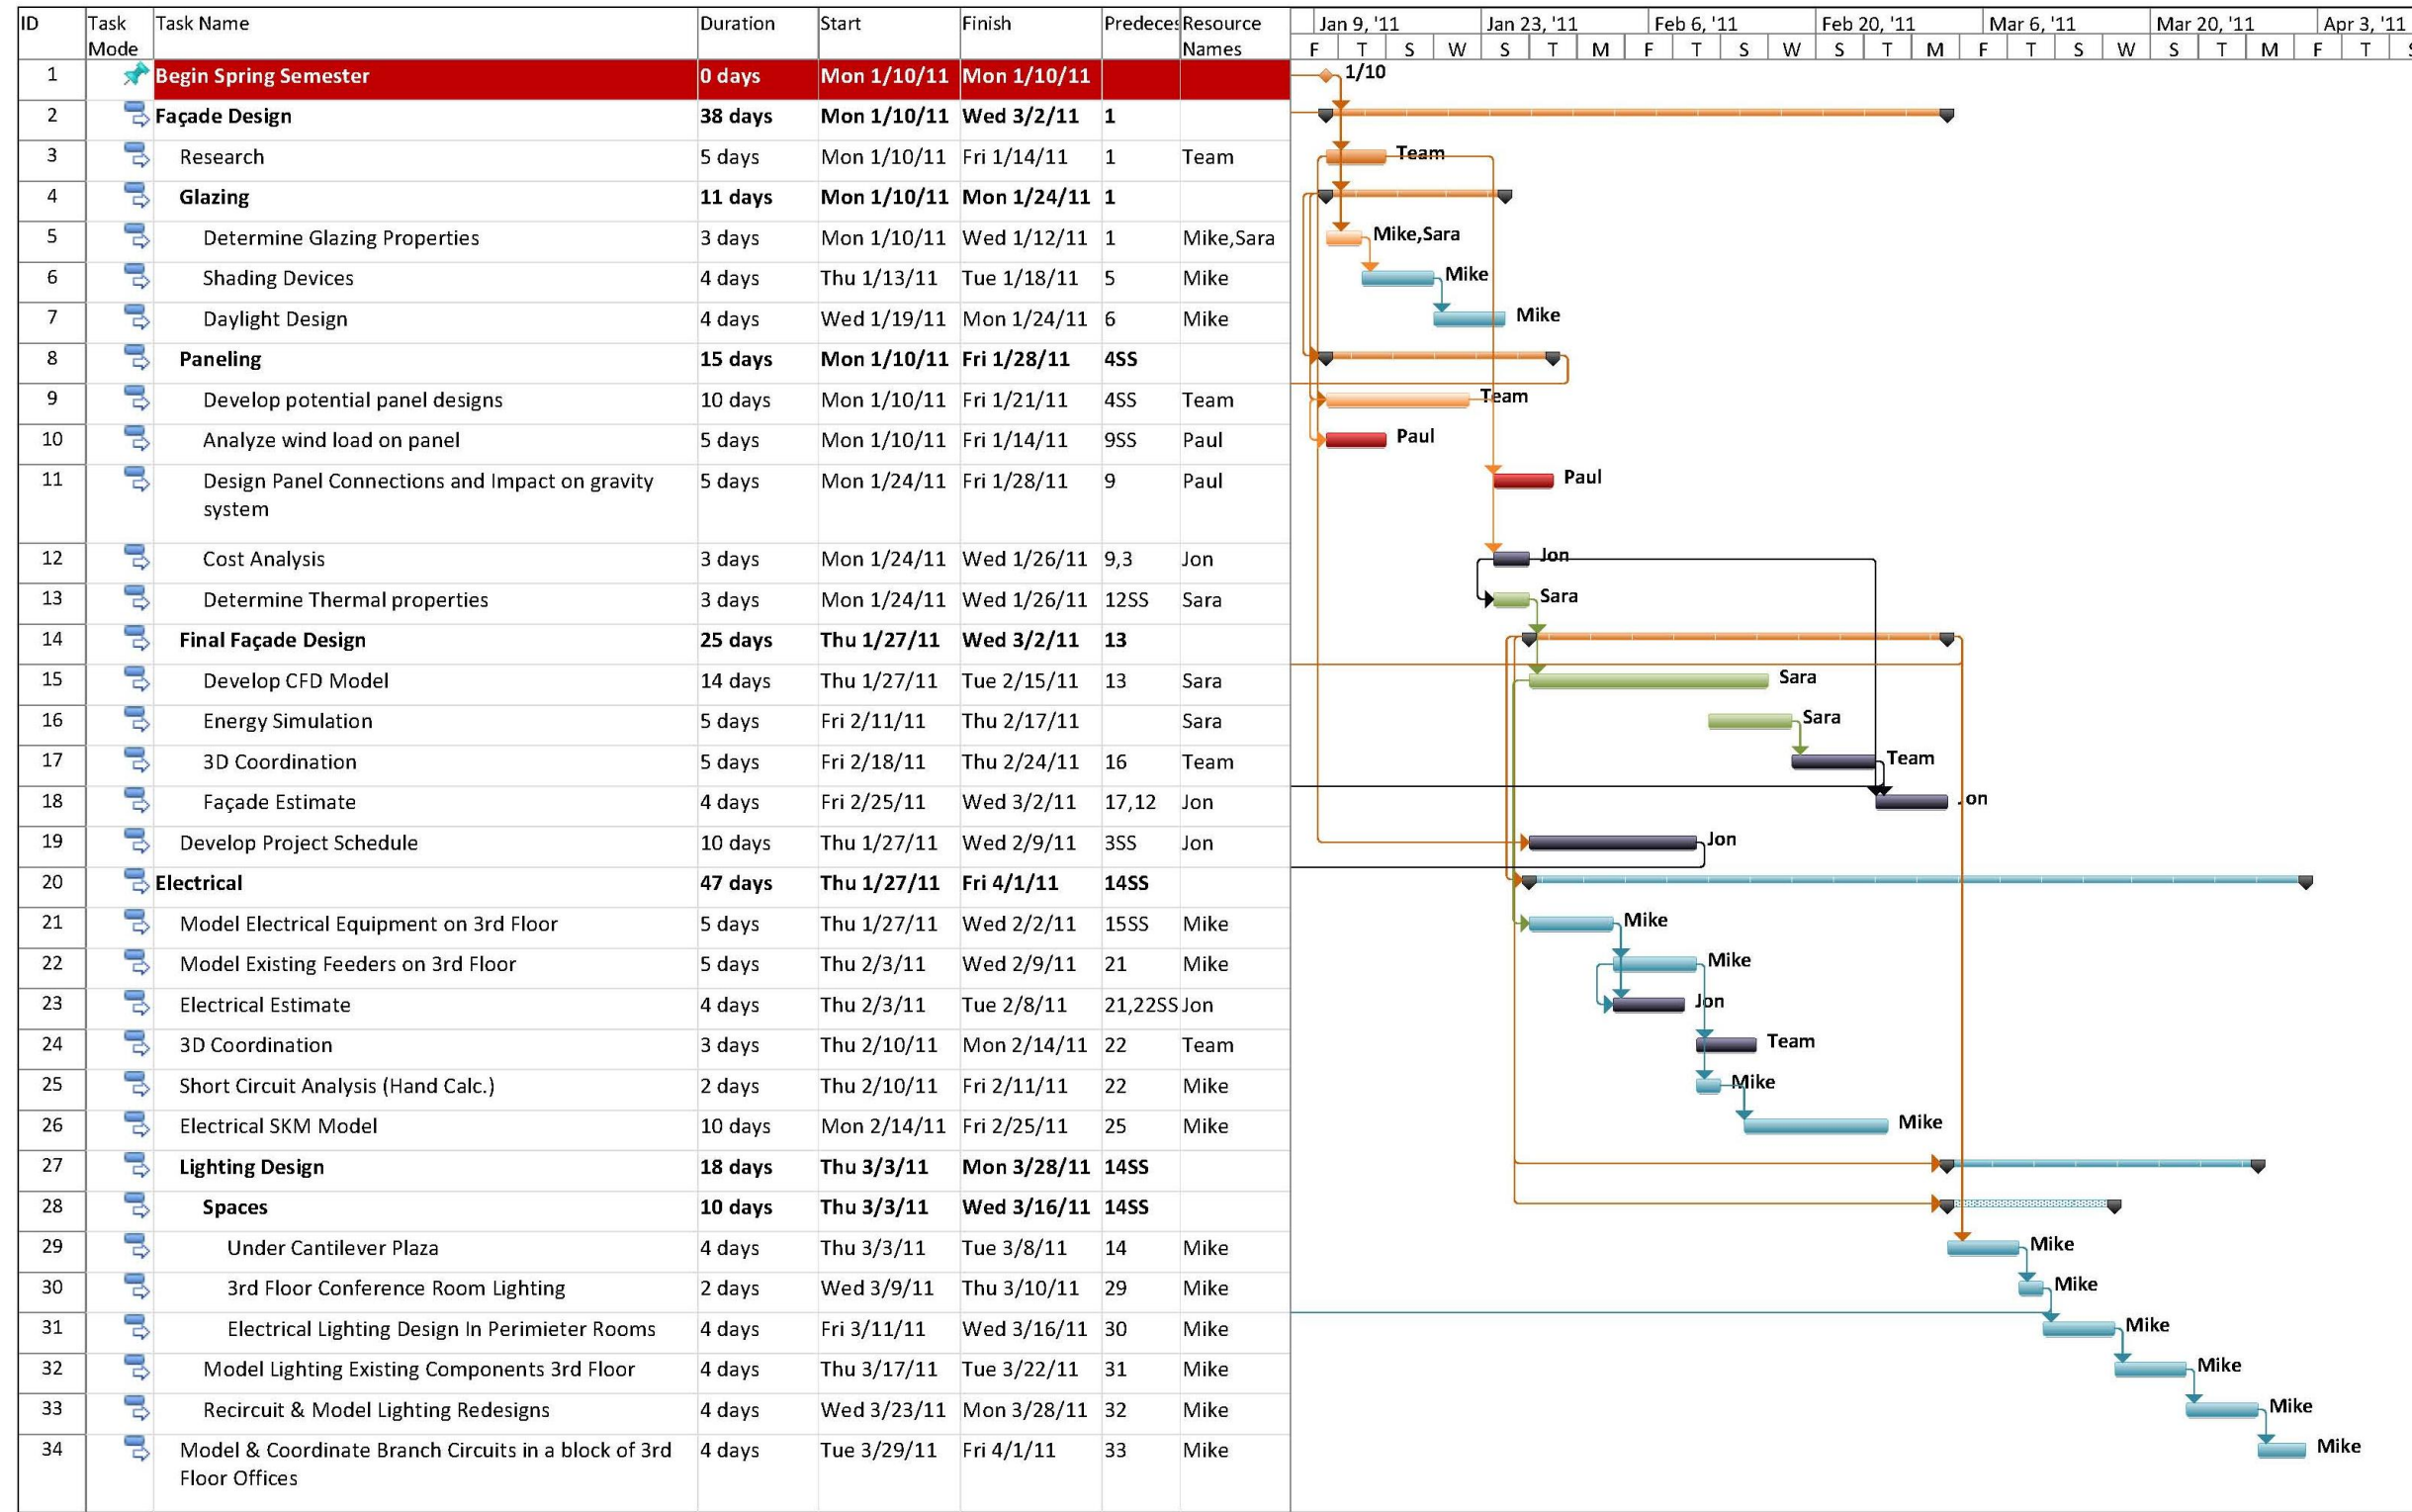 ID Task Mode Task Name Duration Start Finish Predeces Resource Names Jan 9, '11 Jan 23, '11 Feb 6, '11 Feb 20, '11 Mar 6, '11 Mar 20, '11 Apr 3, '11
F T S W S T M F T S W S T M F T S W S T M F T S
1 Begin Spring Semester 0 days Mon 1/10/11 Mon 1/10/11 1/10
2 Façade Design 38 days Mon 1/10/11 Wed 3/2/11 1
3 Research 5 days Mon 1/10/11 Fri 1/14/11 1 Team Team
4 Glazing 11 days Mon 1/10/11 Mon 1/24/11 1
5 Determine Glazing Properties 3 days Mon 1/10/11 Wed 1/12/11 1 Mike,Sara Mike,Sara
6 Shading Devices 4 days Thu 1/13/11 Tue 1/18/11 5 Mike Mike
7 Daylight Design 4 days Wed 1/19/11 Mon 1/24/11 6 Mike Mike
8 Paneling 15 days Mon 1/10/11 Fri 1/28/11 4SS
9 Develop potential panel designs 10 days Mon 1/10/11 Fri 1/21/11 4SS Team Team
10 Analyze wind load on panel 5 days Mon 1/10/11 Fri 1/14/11 9SS Paul Paul
11 Design Panel Connections and Impact on gravity 5 days Mon 1/24/11 Fri 1/28/11 9 Paul Paul
system
12 Cost Analysis 3 days Mon 1/24/11 Wed 1/26/11 9,3 Jon Jon
13 Determine Thermal properties 3 days Mon 1/24/11 Wed 1/26/11 12SS Sara Sara
14 Final Façade Design 25 days Thu 1/27/11 Wed 3/2/11 13
15 Develop CFD Model 14 days Thu 1/27/11 Tue 2/15/11 13 Sara Sara
16 Energy Simulation 5 days Fri 2/11/11 Thu 2/17/11 Sara Sara
17 3D Coordination 5 days Fri 2/18/11 Thu 2/24/11 16 Team Team
18 Façade Estimate 4 days Fri 2/25/11 Wed 3/2/11 17,12 Jon Jon
19 Develop Project Schedule 10 days Thu 1/27/11 Wed 2/9/11 3SS Jon Jon
20 Electrical 47 days Thu 1/27/11 Fri 4/1/11 14SS
21 Model Electrical Equipment on 3rd Floor 5 days Thu 1/27/11 Wed 2/2/11 15SS Mike Mike
22 Model Existing Feeders on 3rd Floor 5 days Thu 2/3/11 Wed 2/9/11 21 Mike Mike
23 Electrical Estimate 4 days Thu 2/3/11 Tue 2/8/11 21,22SS Jon Jon
24 3D Coordination 3 days Thu 2/10/11 Mon 2/14/11 22 Team Team
25 Short Circuit Analysis (Hand Calc.) 2 days Thu 2/10/11 Fri 2/11/11 22 Mike Mike
26 Electrical SKM Model 10 days Mon 2/14/11 Fri 2/25/11 25 Mike Mike
27 Lighting Design 18 days Thu 3/3/11 Mon 3/28/11 14SS
28 Spaces 10 days Thu 3/3/11 Wed 3/16/11 14SS
29 Under Cantilever Plaza 4 days Thu 3/3/11 Tue 3/8/11 14 Mike Mike
30 3rd Floor Conference Room Lighting 2 days Wed 3/9/11 Thu 3/10/11 29 Mike Mike
31 Electrical Lighting Design In Perimieter Rooms 4 days Fri 3/11/11 Wed 3/16/11 30 Mike Mike
32 Model Lighting Existing Components 3rd Floor 4 days Thu 3/17/11 Tue 3/22/11 31 Mike Mike
33 Recircuit & Model Lighting Redesigns 4 days Wed 3/23/11 Mon 3/28/11 32 Mike Mike
34 Model & Coordinate Branch Circuits in a block of 3rd 4 days Tue 3/29/11 Fri 4/1/11 33 Mike Mike
Floor Offices